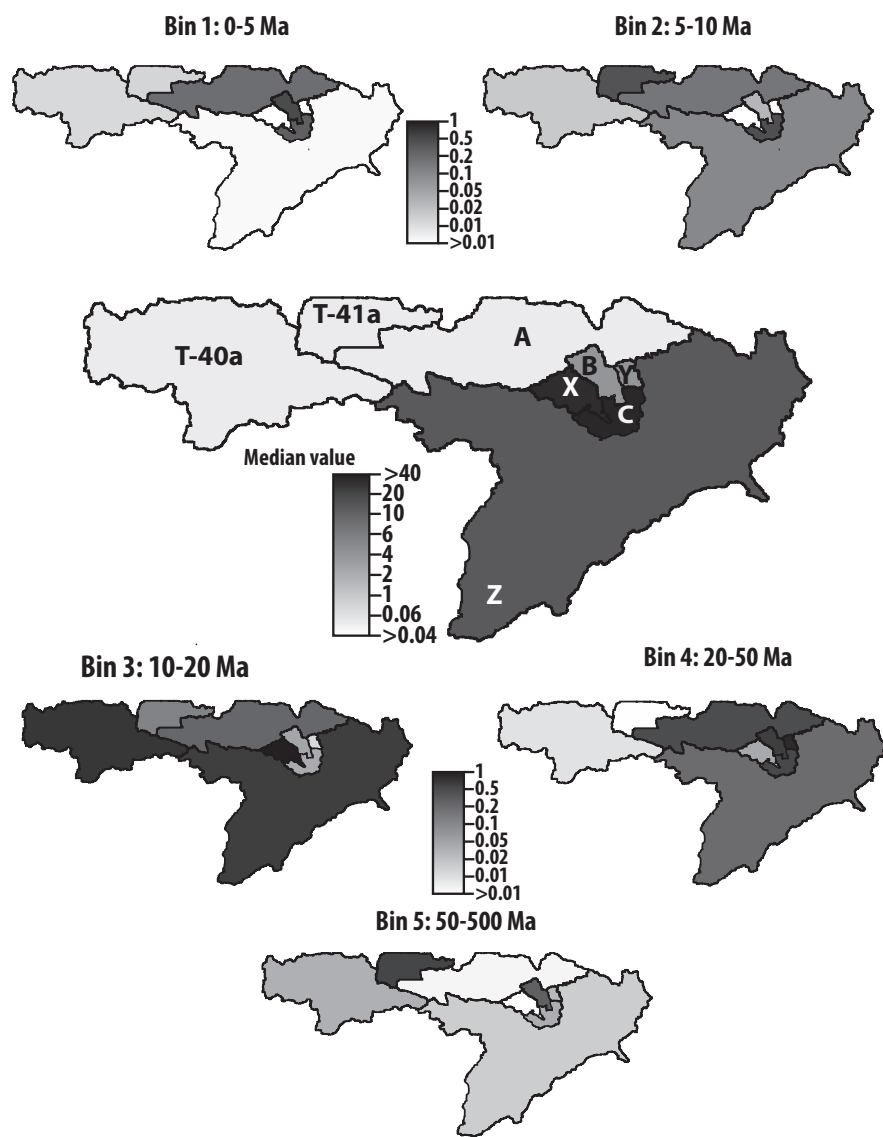 Bin 1: 0-5 Ma
Bin 2: 5-10 Ma
1
0.5
0.2
0.1
0.05
0.02
0.01
>0.01
T-40a
T-41a
A
B
Y
X
C
Z
Median value
>40
20
10
6
4
2
1
0.06
>0.04
Bin 3: 10-20 Ma
Bin 4: 20-50 Ma
1
0.5
0.2
0.1
0.05
0.02
0.01
>0.01
Bin 5: 50-500 Ma